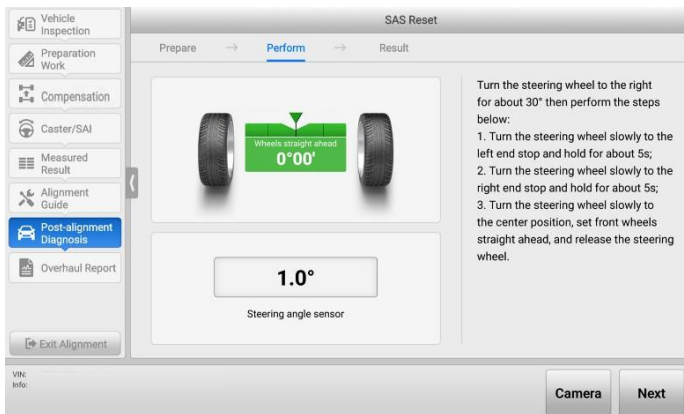 SAS Reset
Vehicle
Inspection
Preparation
Work
Compensation
Caster/SAI
Measured
Result
Alignment
Guide
Post-alignment
Diagnosis
Overhaul Report
Exit Alignment
Prepare → Perform → Result
Wheels straight ahead
0°00'
1.0°
Steering angle sensor
Turn the steering wheel to the right
for about 30° then perform the steps
below:
1. Turn the steering wheel slowly to the
left end stop and hold for about 5s;
2. Turn the steering wheel slowly to the
right end stop and hold for about 5s;
3. Turn the steering wheel slowly to
the center position, set front wheels
straight ahead, and release the steering
wheel.
VIN:
Info:
Camera
Next